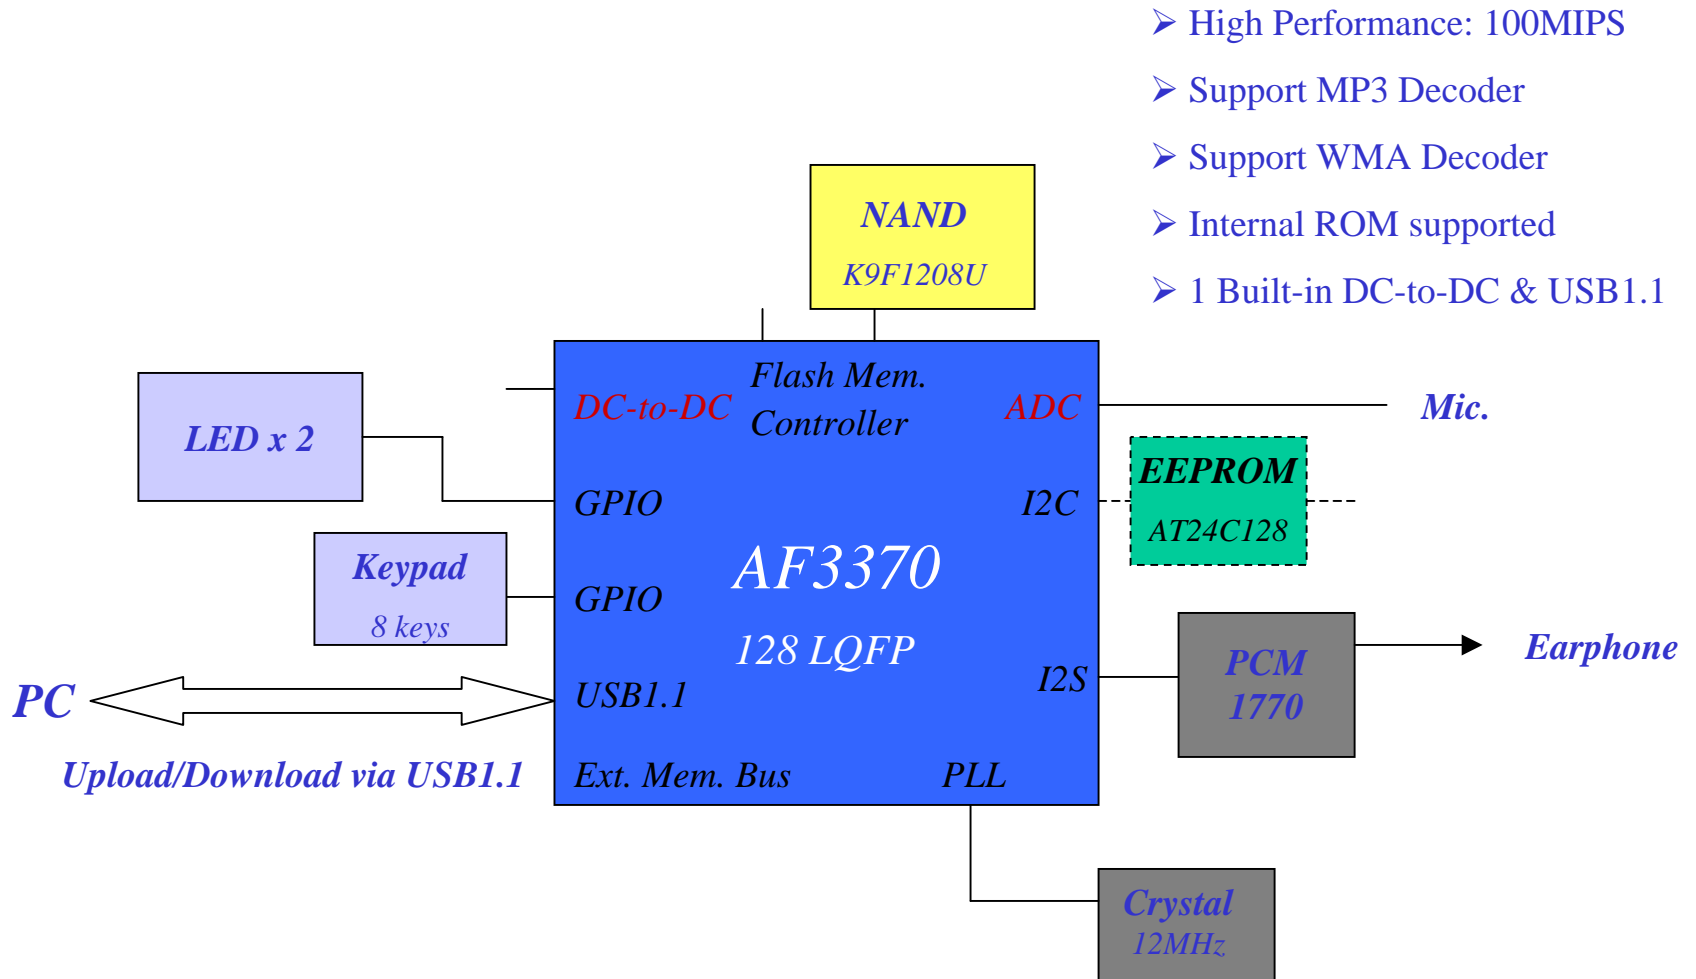 ➢ High Performance: 100MIPS
➢ Support MP3 Decoder
➢ Support WMA Decoder
➢ Internal ROM supported
➢ 1 Built-in DC-to-DC & USB1.1
NAND
K9F1208U
Flash Mem.
Controller
DC-to-DC
ADC
Mic.
LED x 2
GPIO
I2C
EEPROM
AT24C128
Keypad
8 keys
GPIO
AF3370
128 LQFP
I2S
PCM
1770
Earphone
PC
USB1.1
Upload/Download via USB1.1
Ext. Mem. Bus
PLL
Crystal
12MHz